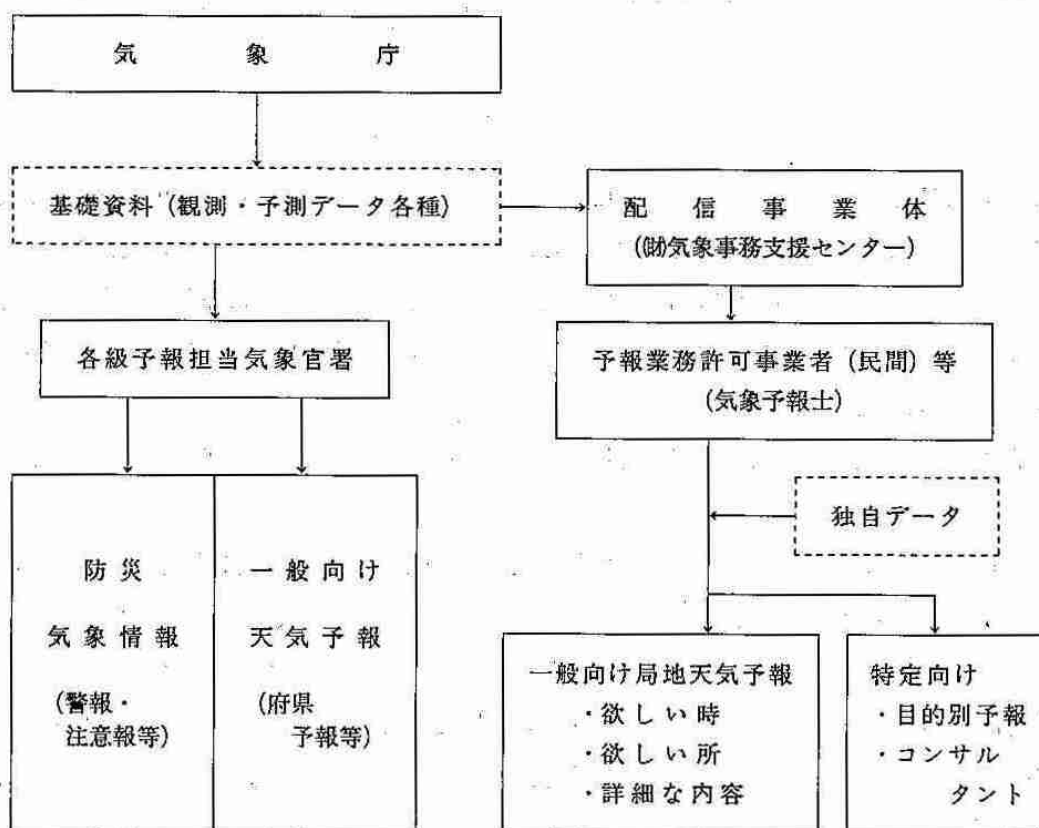 気象庁
基礎資料(観測・予測データ各種)
配信事業体
(㈶気象事務支援センター)
各級予報担当気象官署
予報業務許可事業者(民間)等
(気象予報士)
独自データ
防災
気象情報
(警報・
注意報等)
一般向け
天気予報
(府県
予報等)
一般向け局地天気予報
・欲しい時
・欲しい所
・詳細な内容
特定向け
・目的別予報
・コンサル
タント